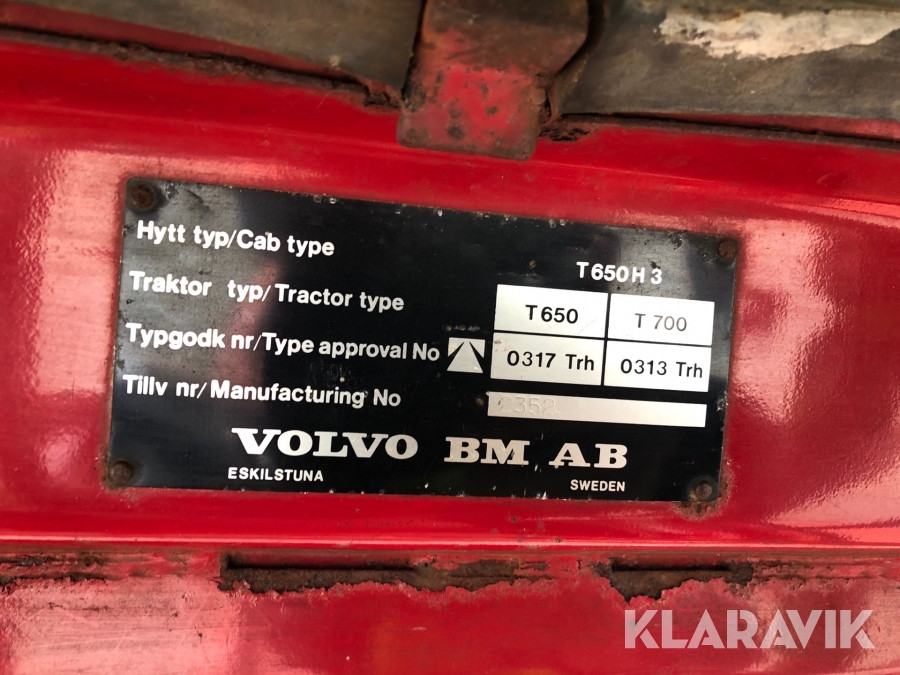 Hytt typ/Cab type T650H3
Traktor typ/Tractor type T650 T 700
Typgodk nr/Type approval No 0317 Trh 0313 Trh
Tillv nr/Manufacturing No
VOLVO BM AB
ESKILSTUNA SWEDEN
KLARAVIK